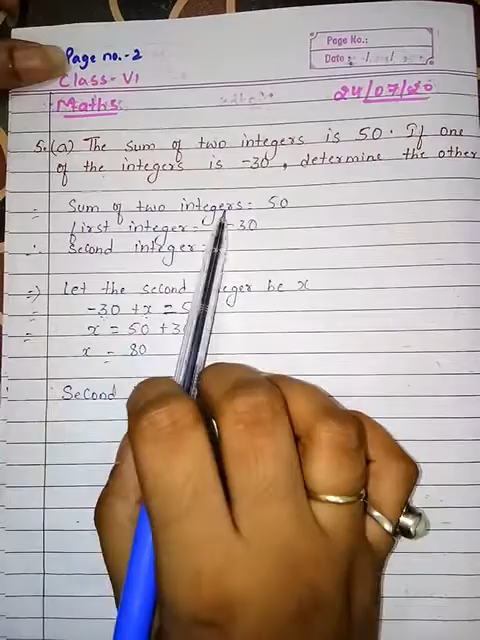 Page no.-2
Page No.:
Class-VI
Date:
Maths:
24/07/20
5. (a) The sum of two integers is 50. If one
of the integers is -30, determine the other
= Sum of two integers = 50
first integer = -30
∴ Second integer =
=> Let the second eger be x
= -30 + x = 5
= x = 50 + 30
x = 80
Second